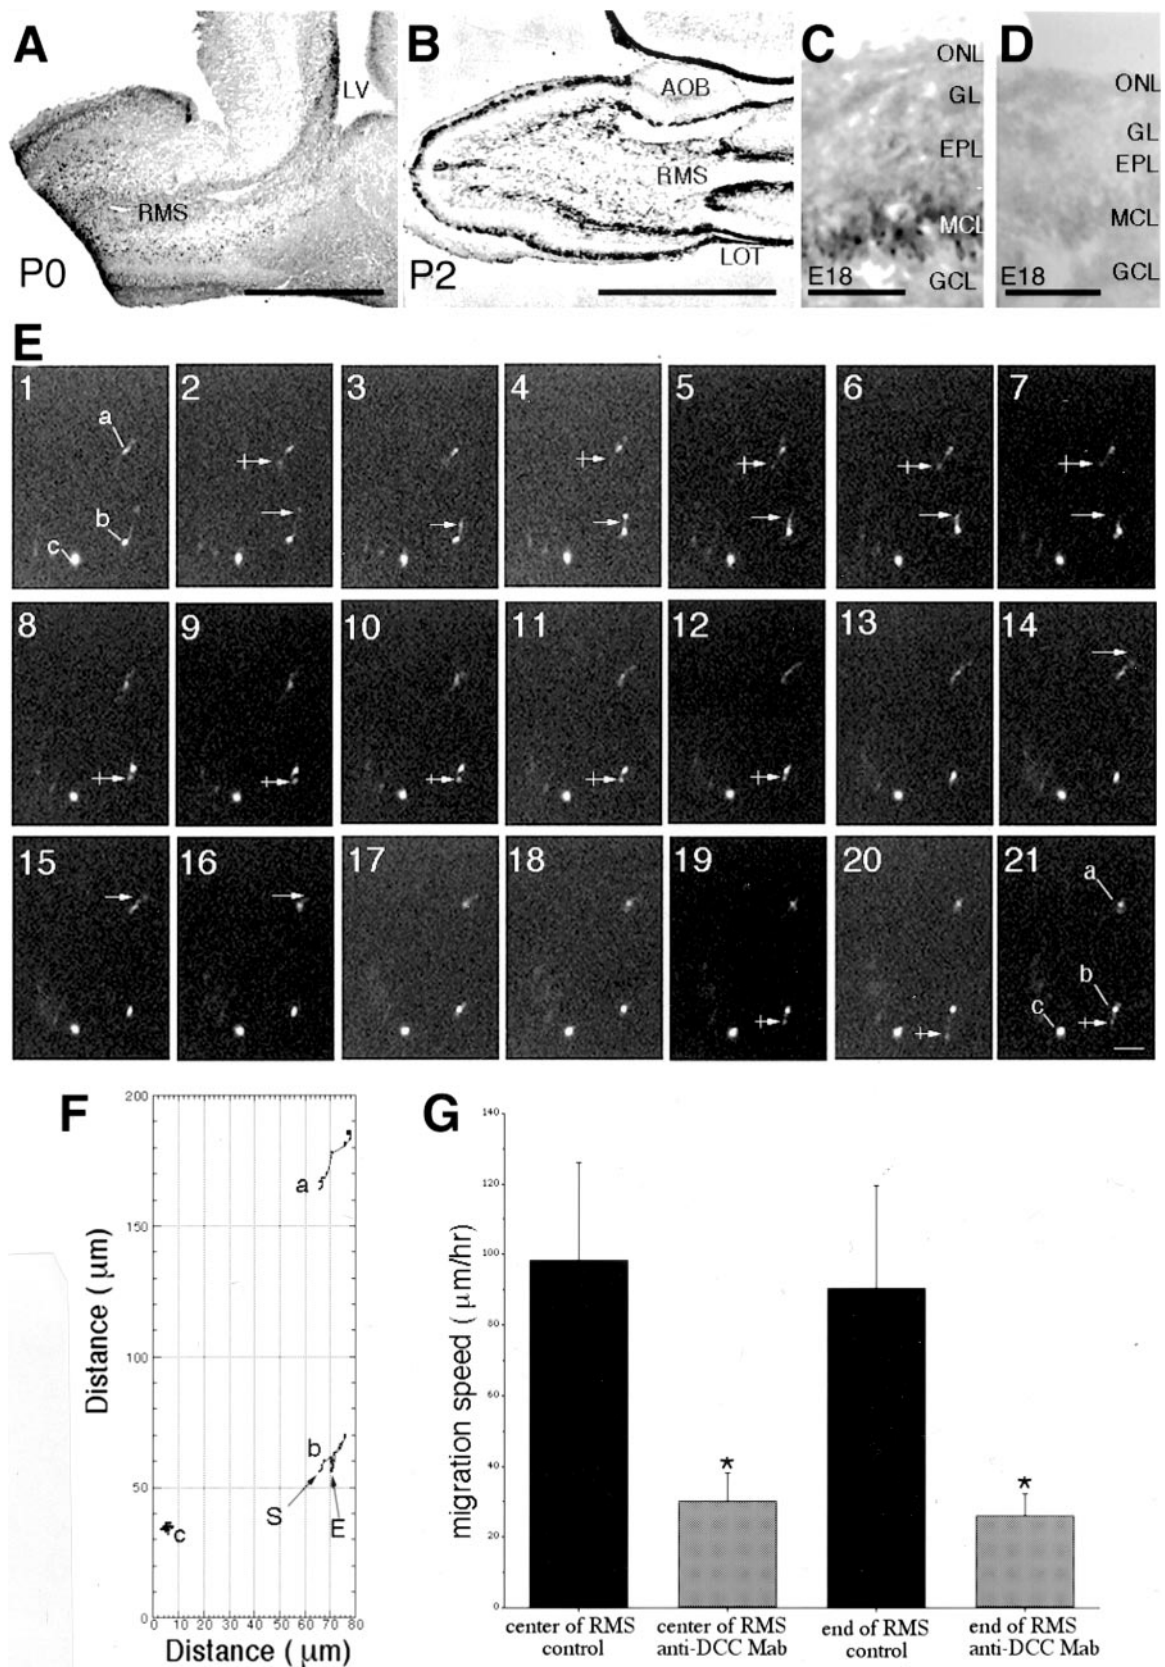 A
LV
RMS
P0
B
AOB
RMS
LOT
P2
C
ONL
GL
EPL
MCL
GCL
E18
D
ONL
GL
EPL
MCL
GCL
E18
E
1
a
b
c
2
3
4
5
6
7
8
9
10
11
12
13
14
15
16
17
18
19
20
21
a
b
c
F
Distance ( μm)
200
150
100
50
0
a
b
S
E
c
0 10 20 30 40 50 60 70 80
Distance ( μm)
G
migration speed ( μm/hr)
140
120
100
80
60
40
20
0
*
*
center of RMS
control
center of RMS
anti-DCC Mab
end of RMS
control
end of RMS
anti-DCC Mab